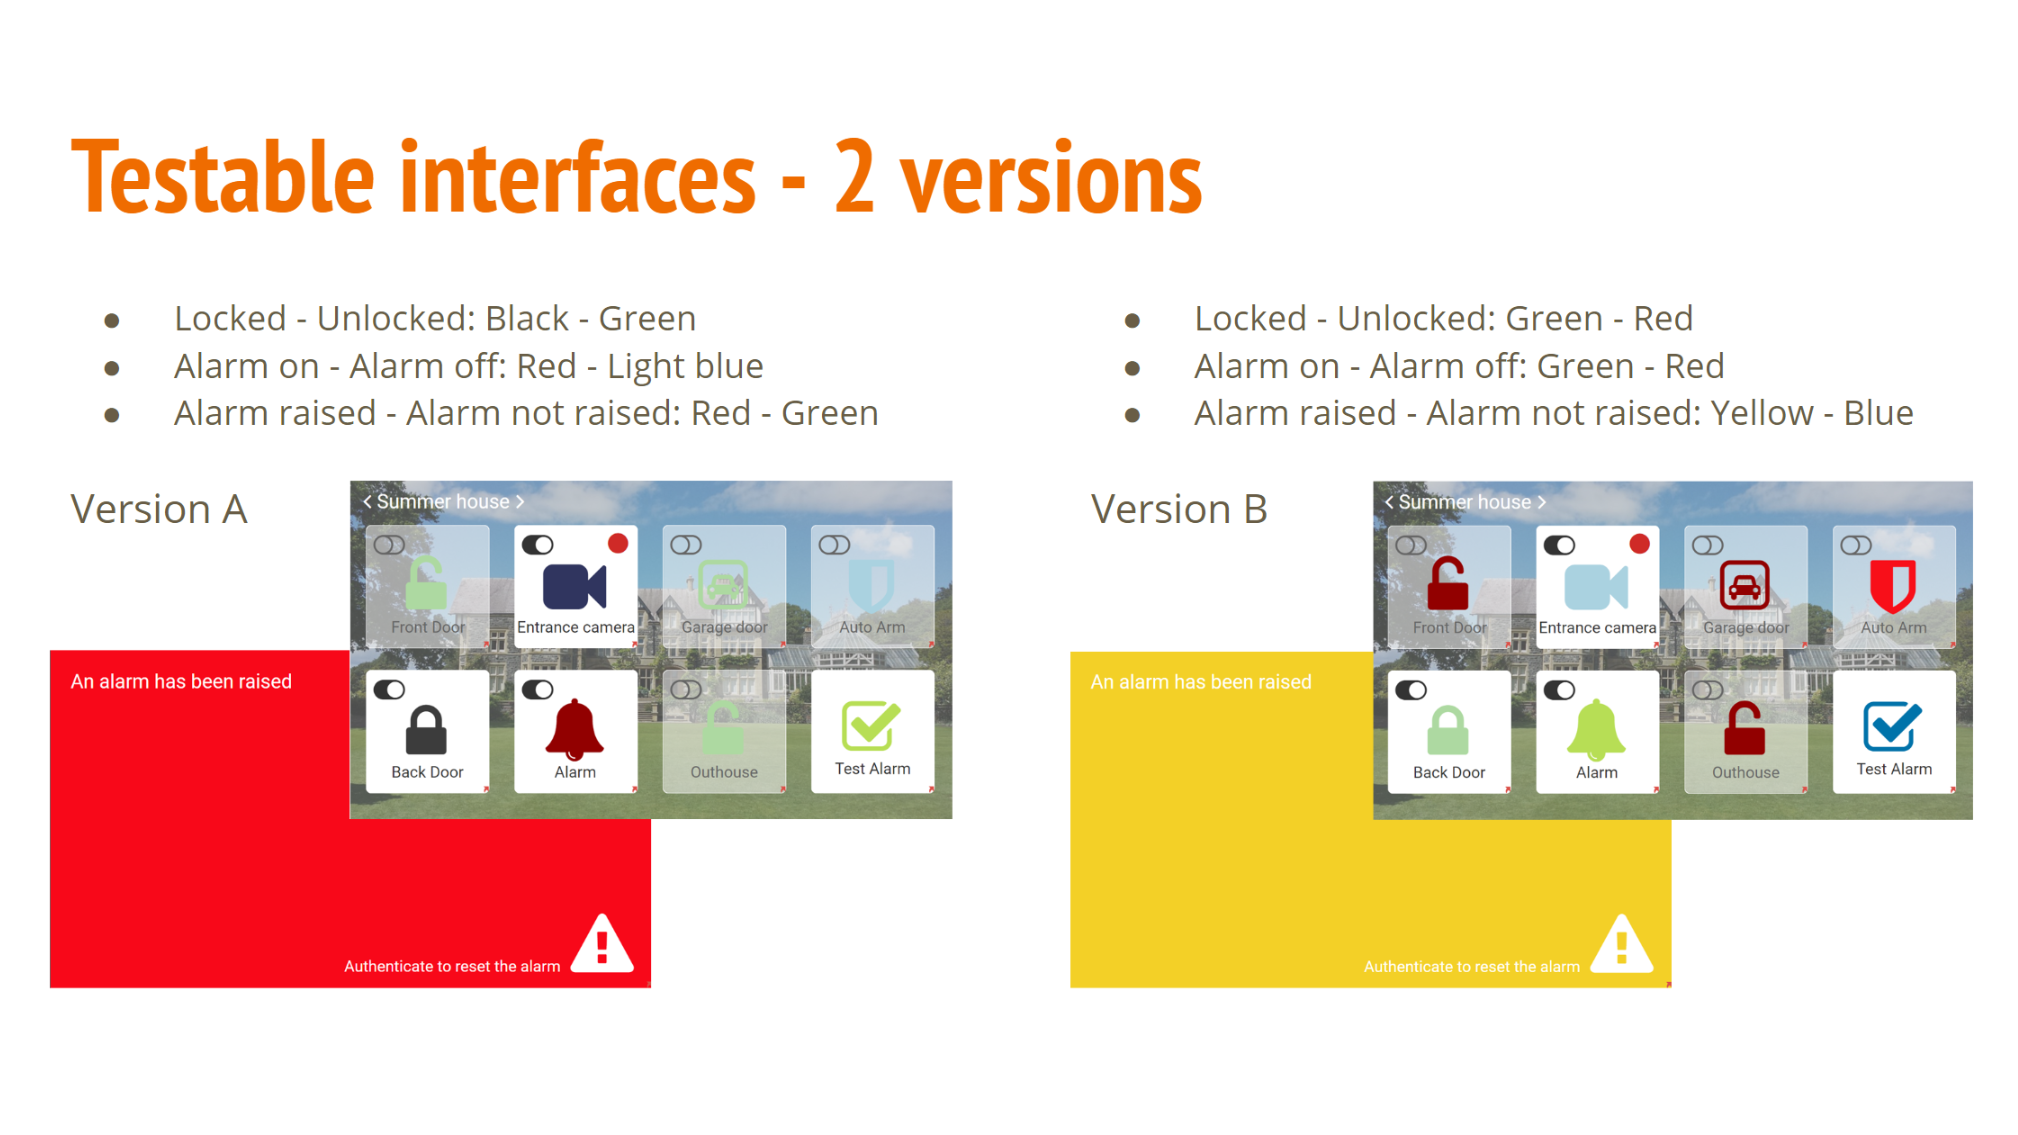 Testable interfaces - 2 versions
● Locked - Unlocked: Black - Green
● Alarm on - Alarm off: Red - Light blue
● Alarm raised - Alarm not raised: Red - Green
Version A
< Summer house >
Front Door
Entrance camera
Garage door
Auto Arm
Back Door
Alarm
Outhouse
Test Alarm
An alarm has been raised
Authenticate to reset the alarm
● Locked - Unlocked: Green - Red
● Alarm on - Alarm off: Green - Red
● Alarm raised - Alarm not raised: Yellow - Blue
Version B
< Summer house >
Front Door
Entrance camera
Garage door
Auto Arm
Back Door
Alarm
Outhouse
Test Alarm
An alarm has been raised
Authenticate to reset the alarm